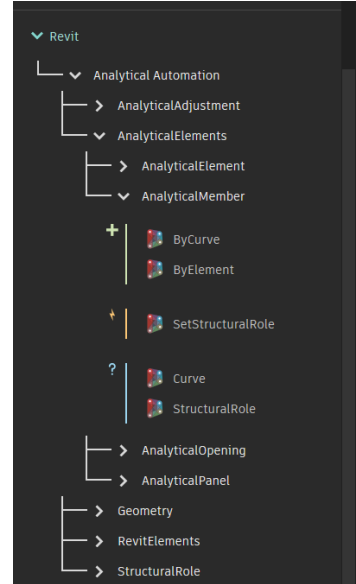 Revit
Analytical Automation
AnalyticalAdjustment
AnalyticalElements
AnalyticalElement
AnalyticalMember
ByCurve
ByElement
SetStructuralRole
?
Curve
StructuralRole
AnalyticalOpening
AnalyticalPanel
Geometry
RevitElements
StructuralRole